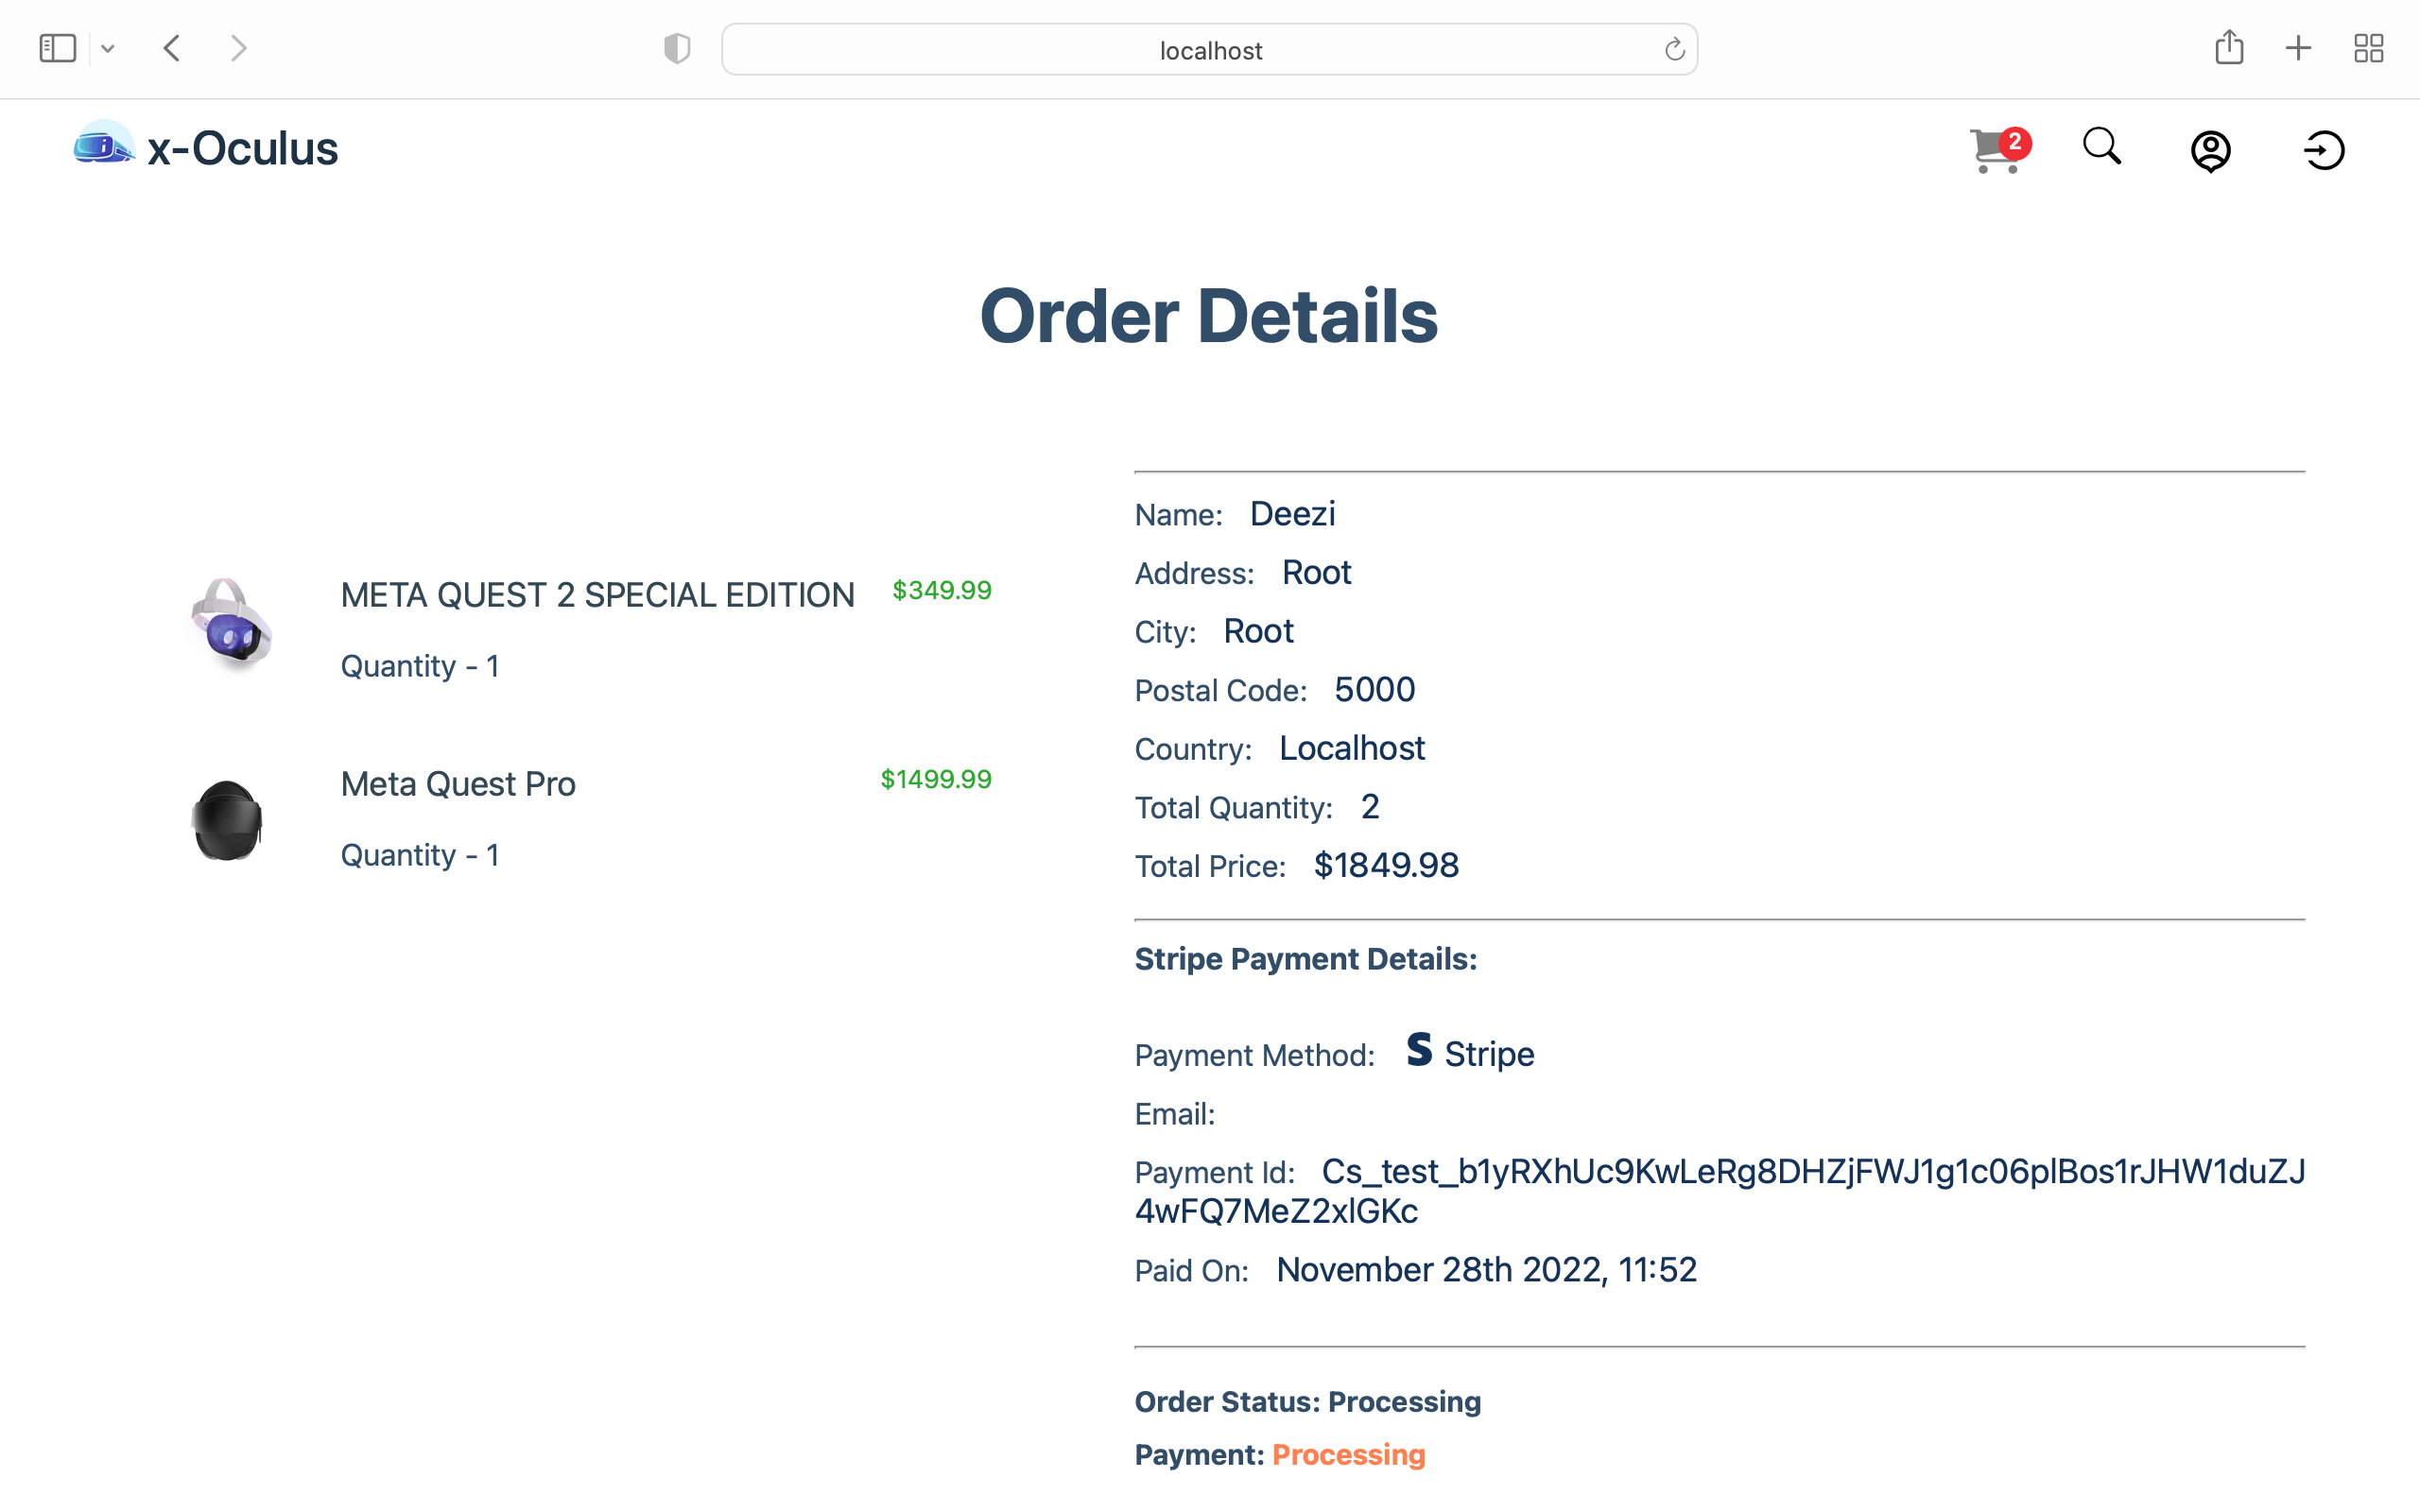 localhost
x-Oculus
2
Order Details
META QUEST 2 SPECIAL EDITION $349.99
Quantity - 1
Meta Quest Pro $1499.99
Quantity - 1
Name: Deezi
Address: Root
City: Root
Postal Code: 5000
Country: Localhost
Total Quantity: 2
Total Price: $1849.98
Stripe Payment Details:
Payment Method: S Stripe
Email:
Payment Id: Cs_test_b1yRXhUc9KwLeRg8DHZjFWJ1g1c06plBos1rJHW1duZJ
4wFQ7MeZ2xlGKc
Paid On: November 28th 2022, 11:52
Order Status: Processing
Payment: Processing